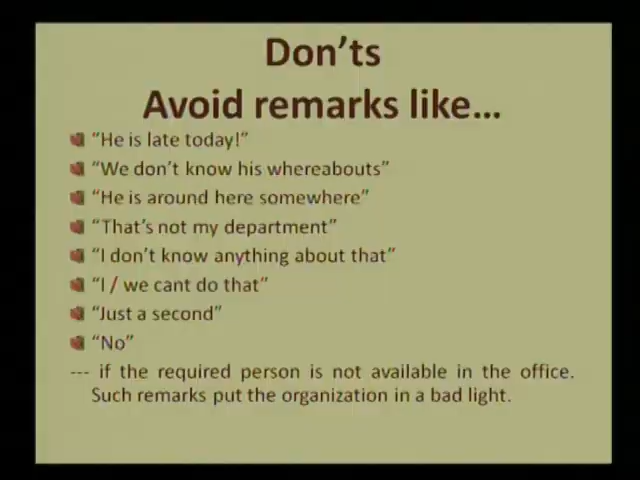 Don’ts
Avoid remarks like…
“He is late today!”
“We don’t know his whereabouts”
“He is around here somewhere”
“That’s not my department”
“I don’t know anything about that”
“I / we cant do that”
“Just a second”
“No”
--- if the required person is not available in the office.
Such remarks put the organization in a bad light.